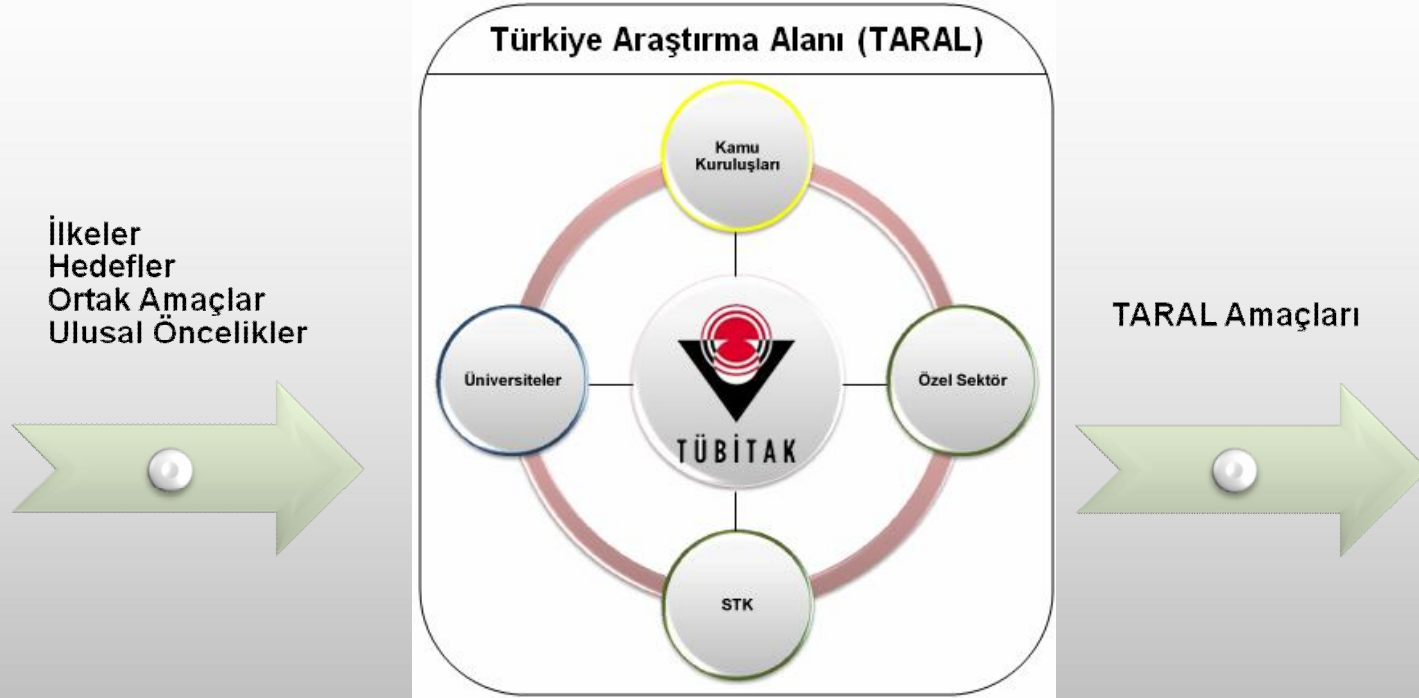 Türkiye Araştırma Alanı (TARAL)
İlkeler
Hedefler
Ortak Amaçlar
Ulusal Öncelikler
Kamu
Kuruluşları
Üniversiteler
TÜBİTAK
Özel Sektör
STK
TARAL Amaçları